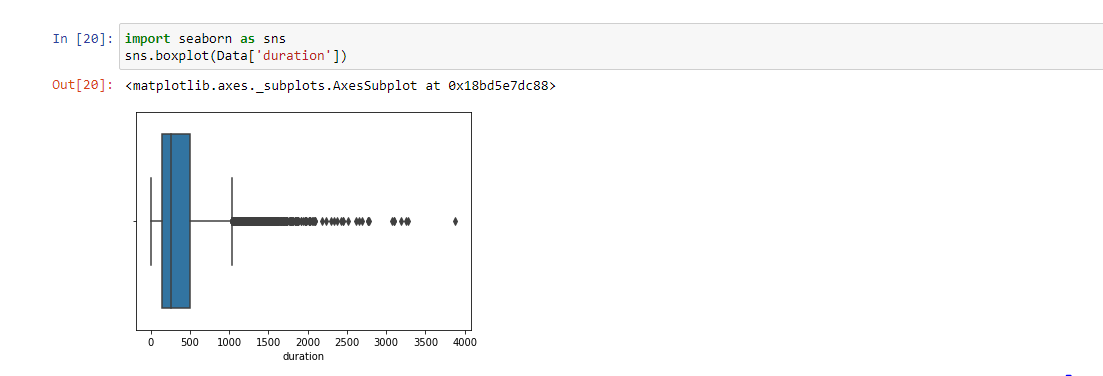 In [20]: import seaborn as sns
sns.boxplot(Data['duration'])
Out[20]: <matplotlib.axes._subplots.AxesSubplot at 0x18bd5e7dc88>
0 500 1000 1500 2000 2500 3000 3500 4000
duration